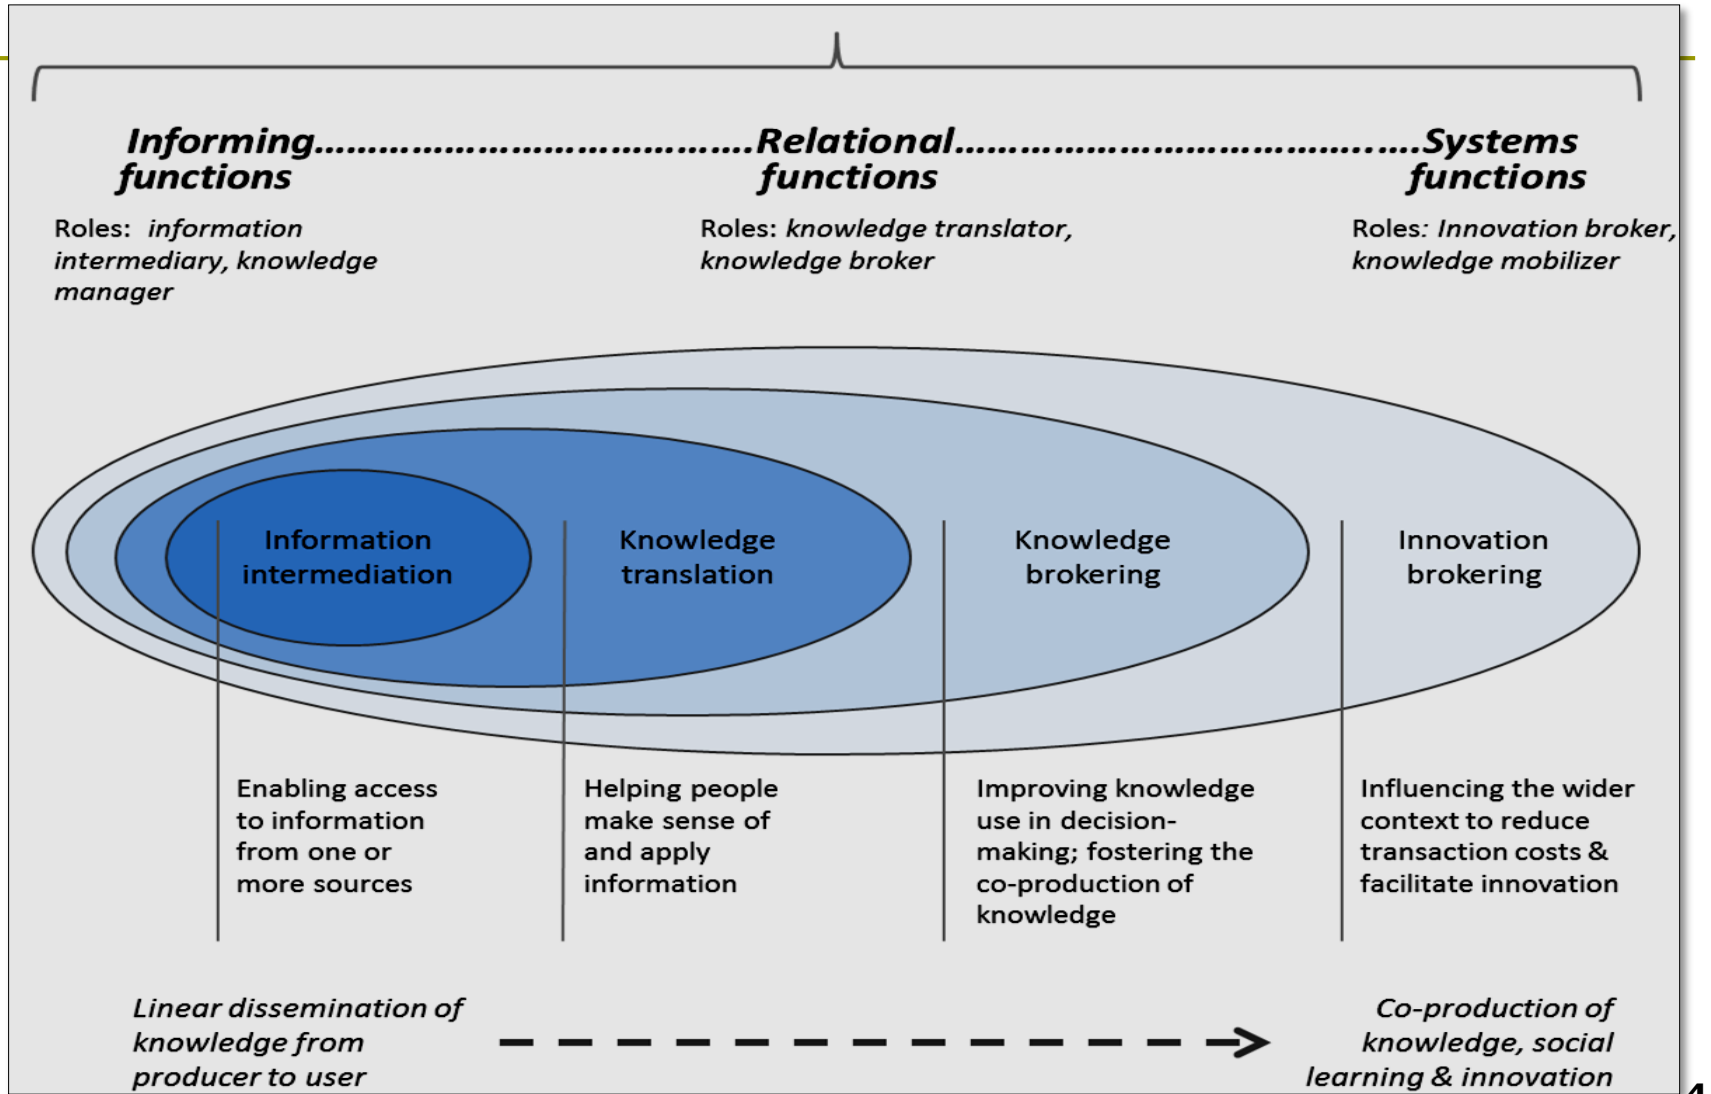 Informing……………………………………Relational……………………………………Systems
functions functions functions
Roles: information
intermediary, knowledge
manager
Roles: knowledge translator,
knowledge broker
Roles: Innovation broker,
knowledge mobilizer
Information
intermediation
Knowledge
translation
Knowledge
brokering
Innovation
brokering
Enabling access
to information
from one or
more sources
Helping people
make sense of
and apply
information
Improving knowledge
use in decision-
making; fostering the
co-production of
knowledge
Influencing the wider
context to reduce
transaction costs &
facilitate innovation
Linear dissemination of
knowledge from
producer to user
Co-production of
knowledge, social
learning & innovation